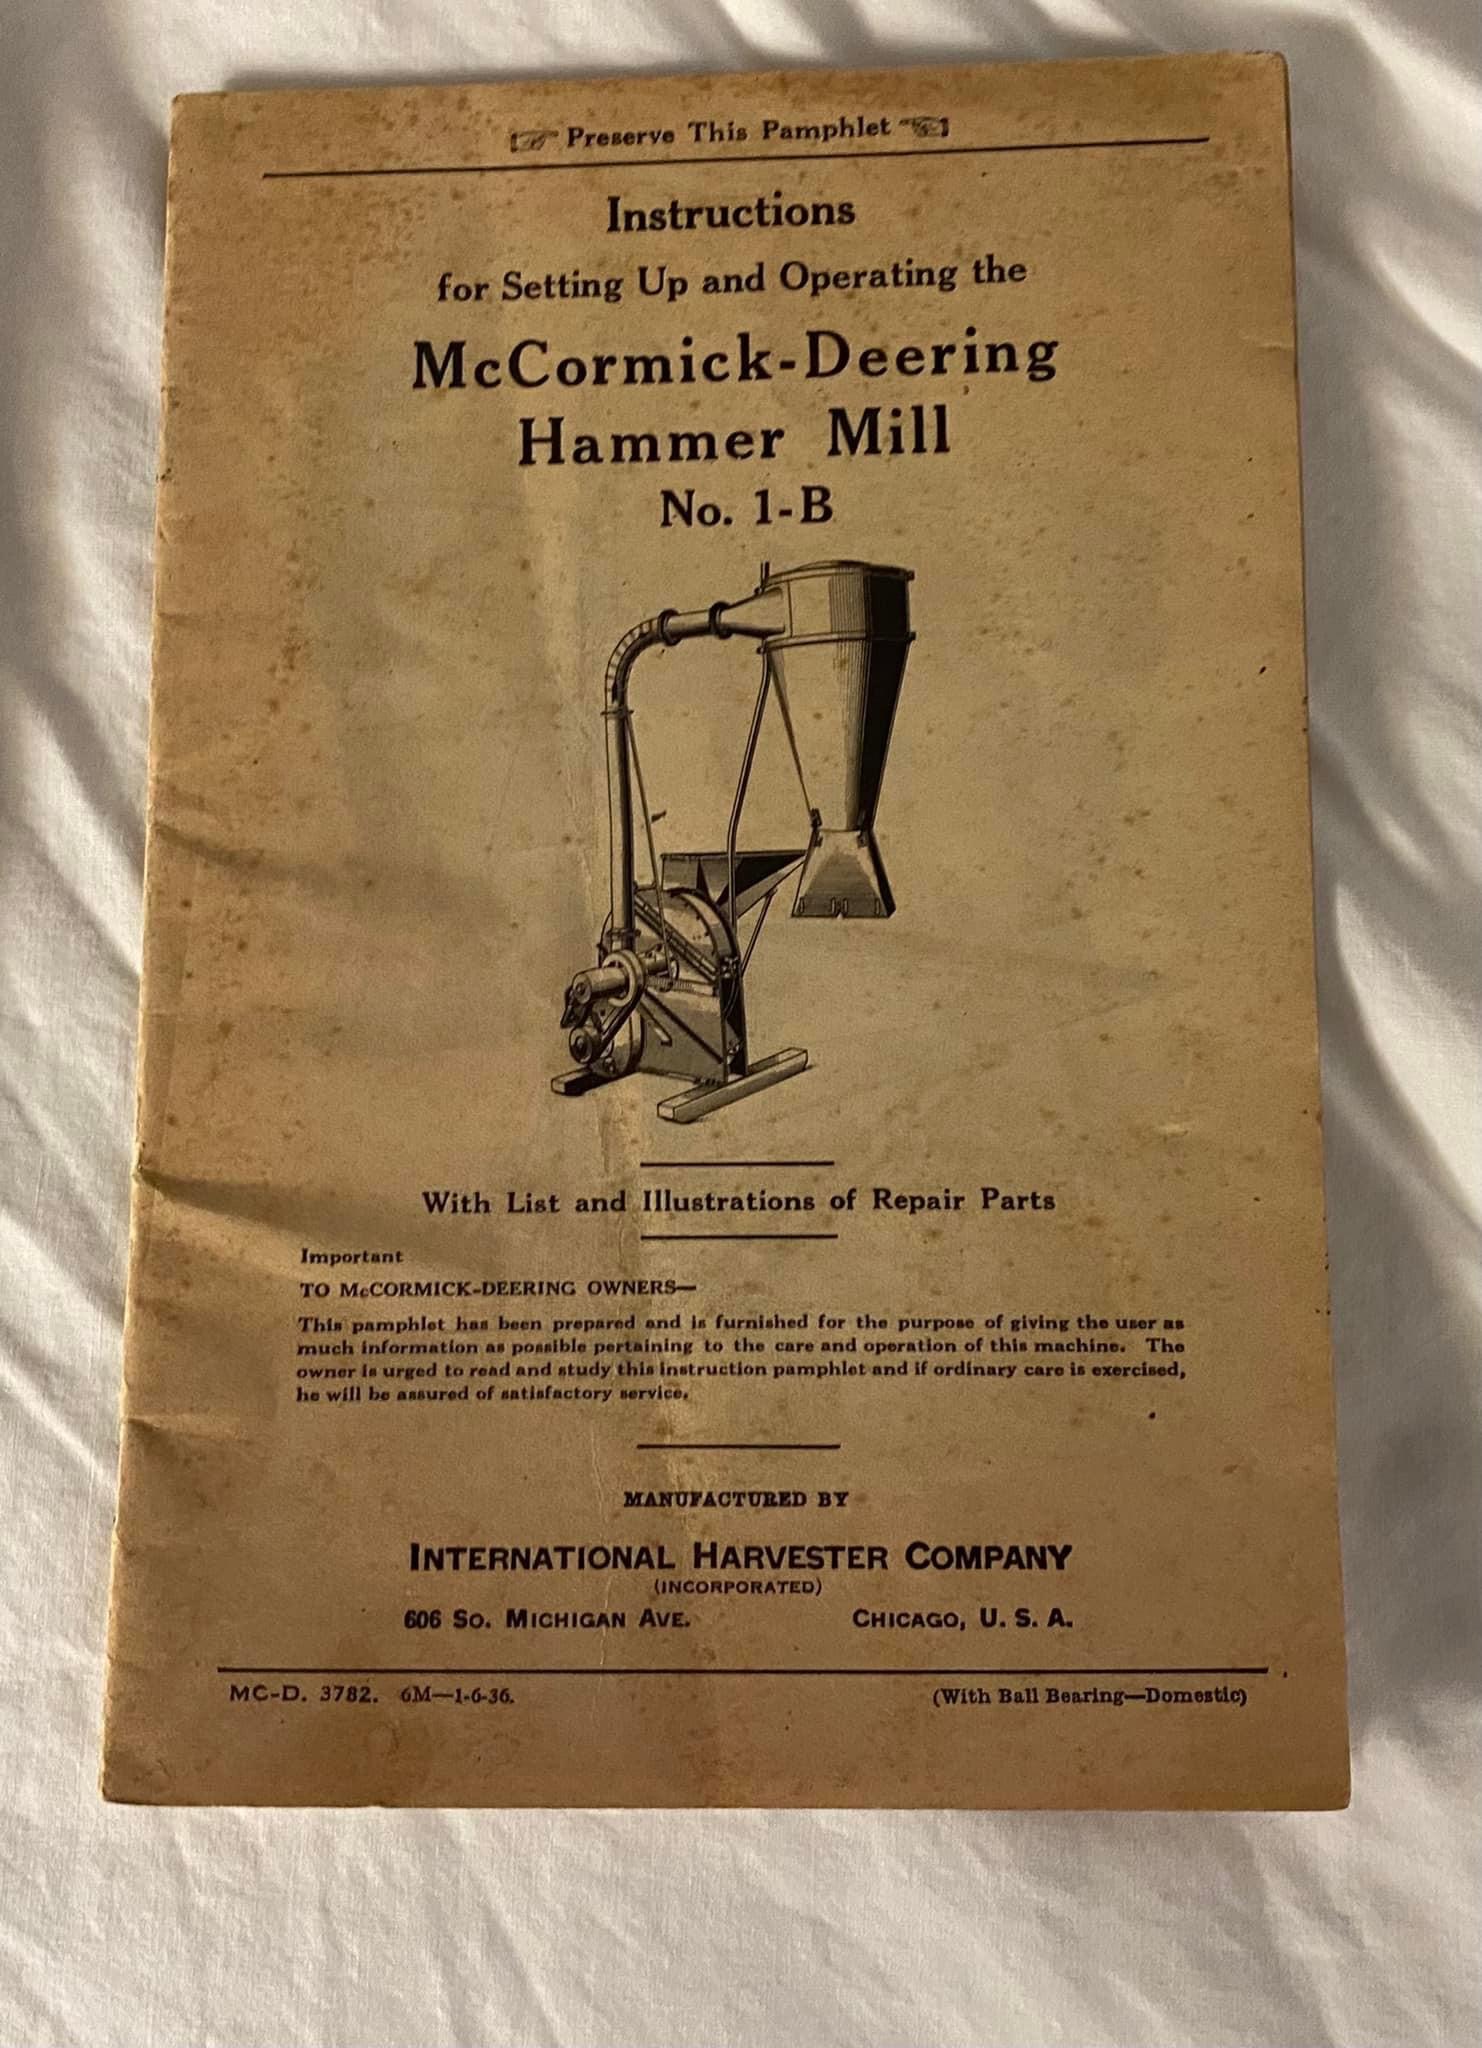 Preserve This Pamphlet
Instructions
for Setting Up and Operating the
McCormick-Deering
Hammer Mill
No. 1-B
With List and Illustrations of Repair Parts
Important
TO McCORMICK-DEERING OWNERS—
This pamphlet has been prepared and is furnished for the purpose of giving the user as
much information as possible pertaining to the care and operation of this machine. The
owner is urged to read and study this instruction pamphlet and if ordinary care is exercised,
he will be assured of satisfactory service.
MANUFACTURED BY
INTERNATIONAL HARVESTER COMPANY
(INCORPORATED)
606 SO. MICHIGAN AVE. CHICAGO, U. S. A.
MC-D. 3782. 6M—1-6-36. (With Ball Bearing—Domestic)